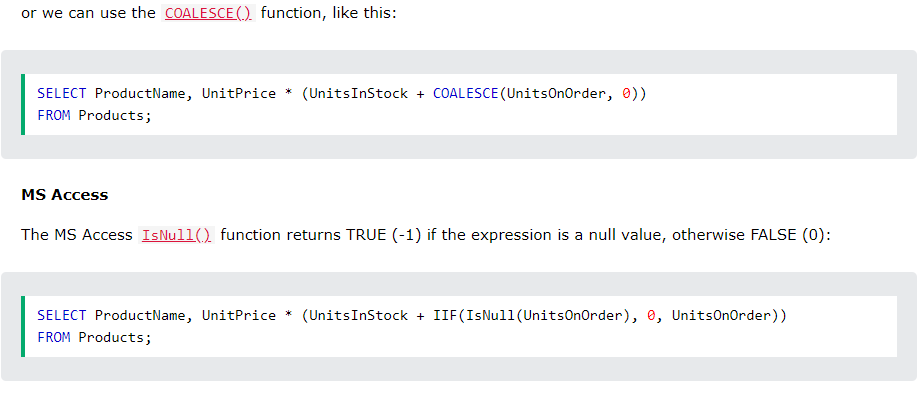 or we can use the COALESCE() function, like this:
SELECT ProductName, UnitPrice * (UnitsInStock + COALESCE(UnitsOnOrder, 0))
FROM Products;
MS Access
The MS Access IsNull() function returns TRUE (-1) if the expression is a null value, otherwise FALSE (0):
SELECT ProductName, UnitPrice * (UnitsInStock + IIF(IsNull(UnitsOnOrder), 0, UnitsOnOrder))
FROM Products;